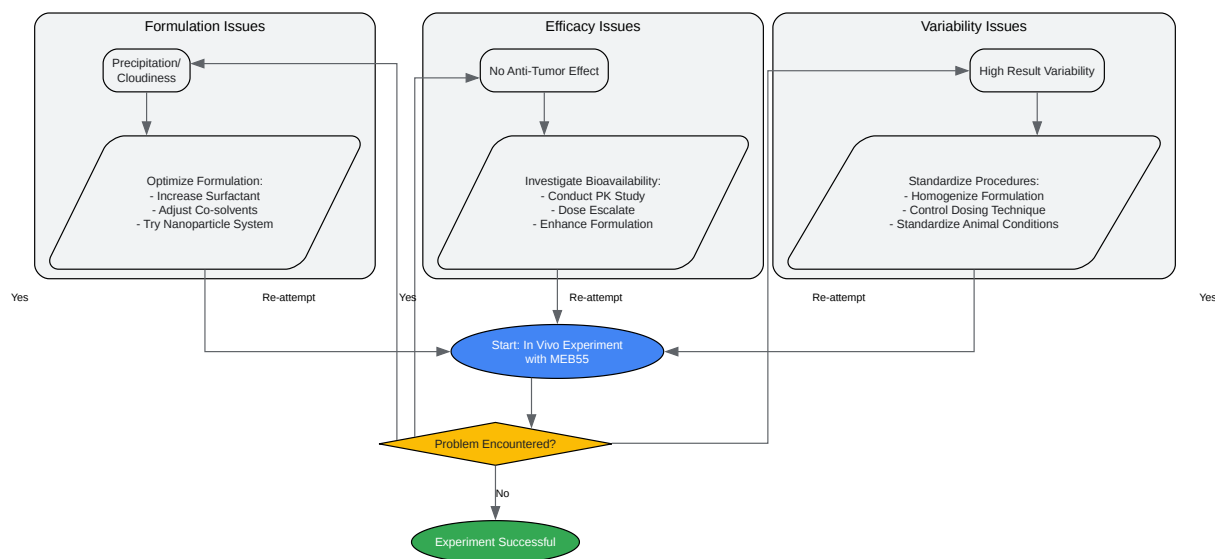 Formulation Issues
Efficacy Issues
Variability Issues
Precipitation/
Cloudiness
No Anti-Tumor Effect
High Result Variability
Optimize Formulation:
- Increase Surfactant
- Adjust Co-solvents
- Try Nanoparticle System
Investigate Bioavailability:
- Conduct PK Study
- Dose Escalate
- Enhance Formulation
Standardize Procedures:
- Homogenize Formulation
- Control Dosing Technique
- Standardize Animal Conditions
Yes
Re-attempt
Yes
Re-attempt
Re-attempt
Yes
Start: In Vivo Experiment
with MEB55
Problem Encountered?
No
Experiment Successful